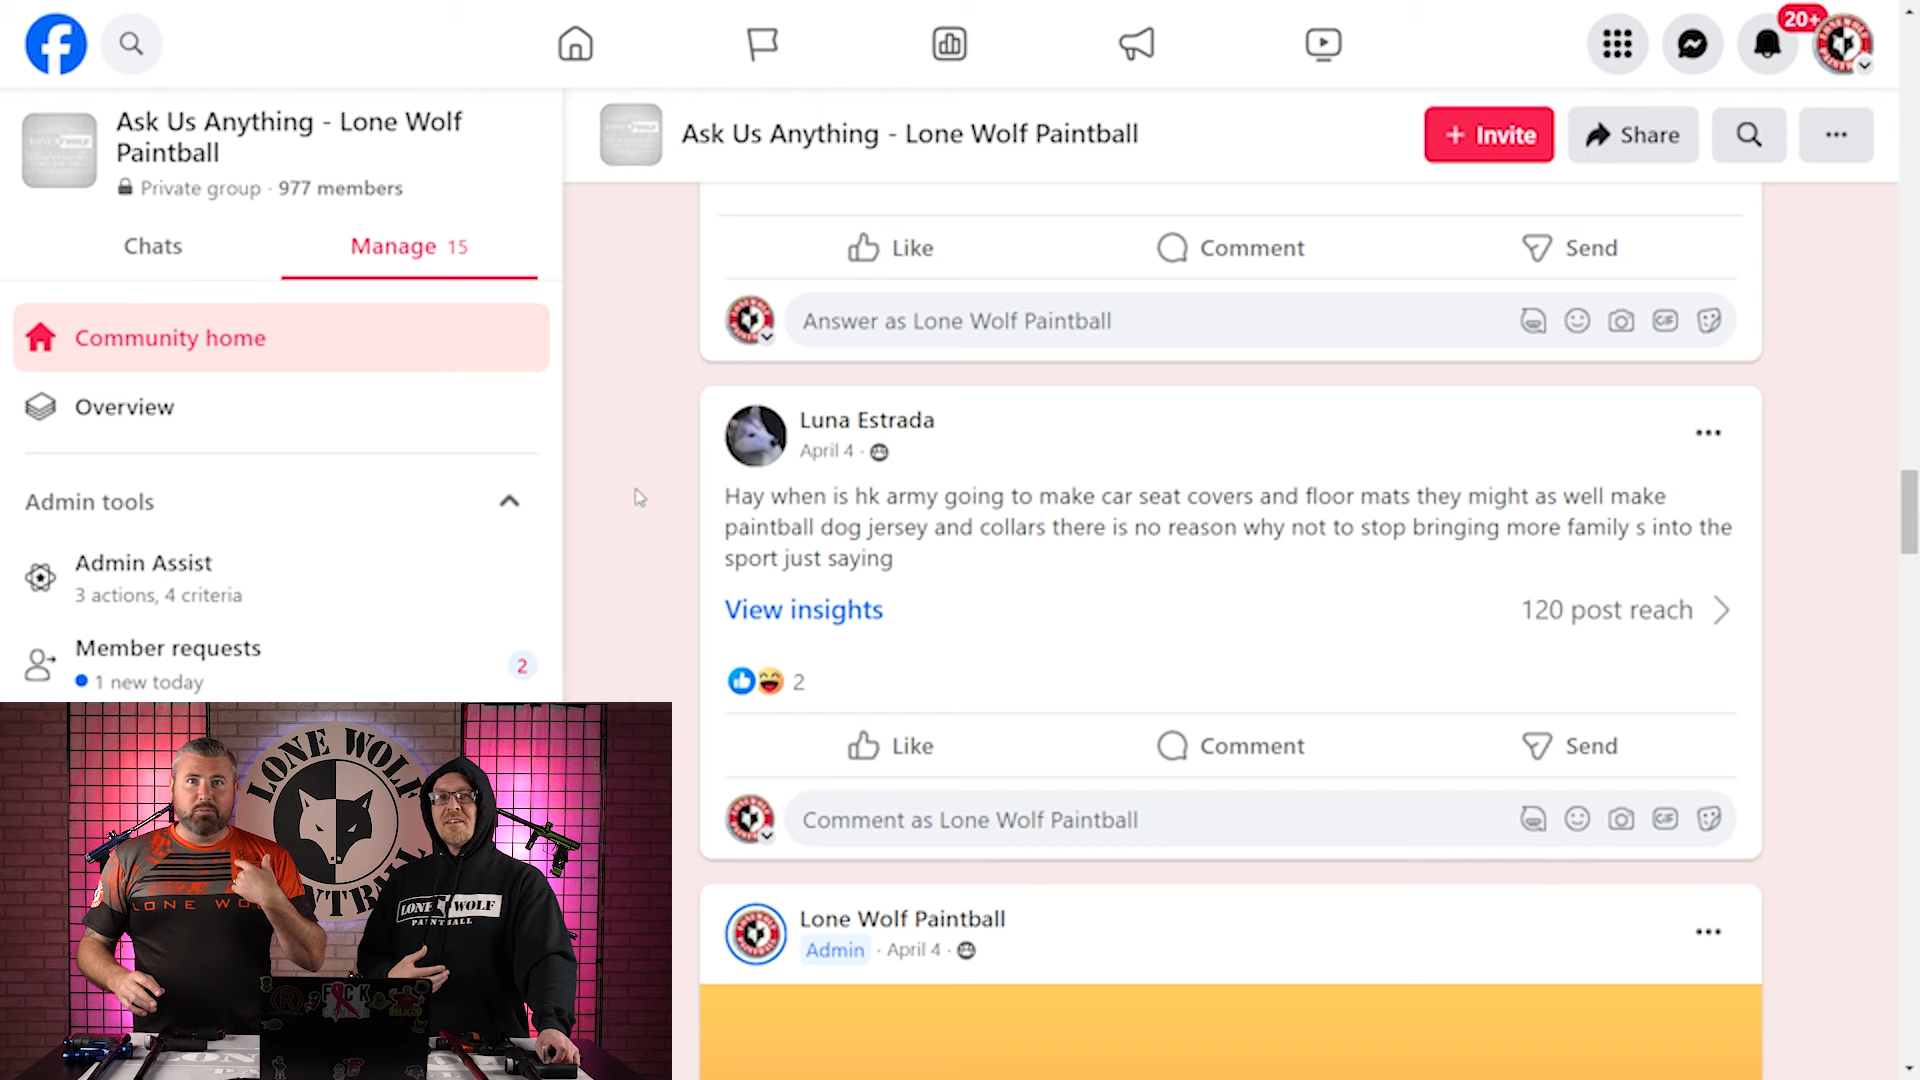 20+
Ask Us Anything - Lone Wolf
Paintball
Private group · 977 members
Chats
Manage 15
Community home
Overview
Admin tools
Admin Assist
3 actions, 4 criteria
Member requests
1 new today
2
Ask Us Anything - Lone Wolf Paintball
+ Invite
Share
Like
Comment
Send
Answer as Lone Wolf Paintball
GIF
Luna Estrada
April 4 ·
Hay when is hk army going to make car seat covers and floor mats they might as well make
paintball dog jersey and collars there is no reason why not to stop bringing more family s into the
sport just saying
View insights
120 post reach
2
Like
Comment
Send
Comment as Lone Wolf Paintball
GIF
Lone Wolf Paintball
Admin · April 4 ·
LONE WOLF
LONE WOLF
PAINTBALL